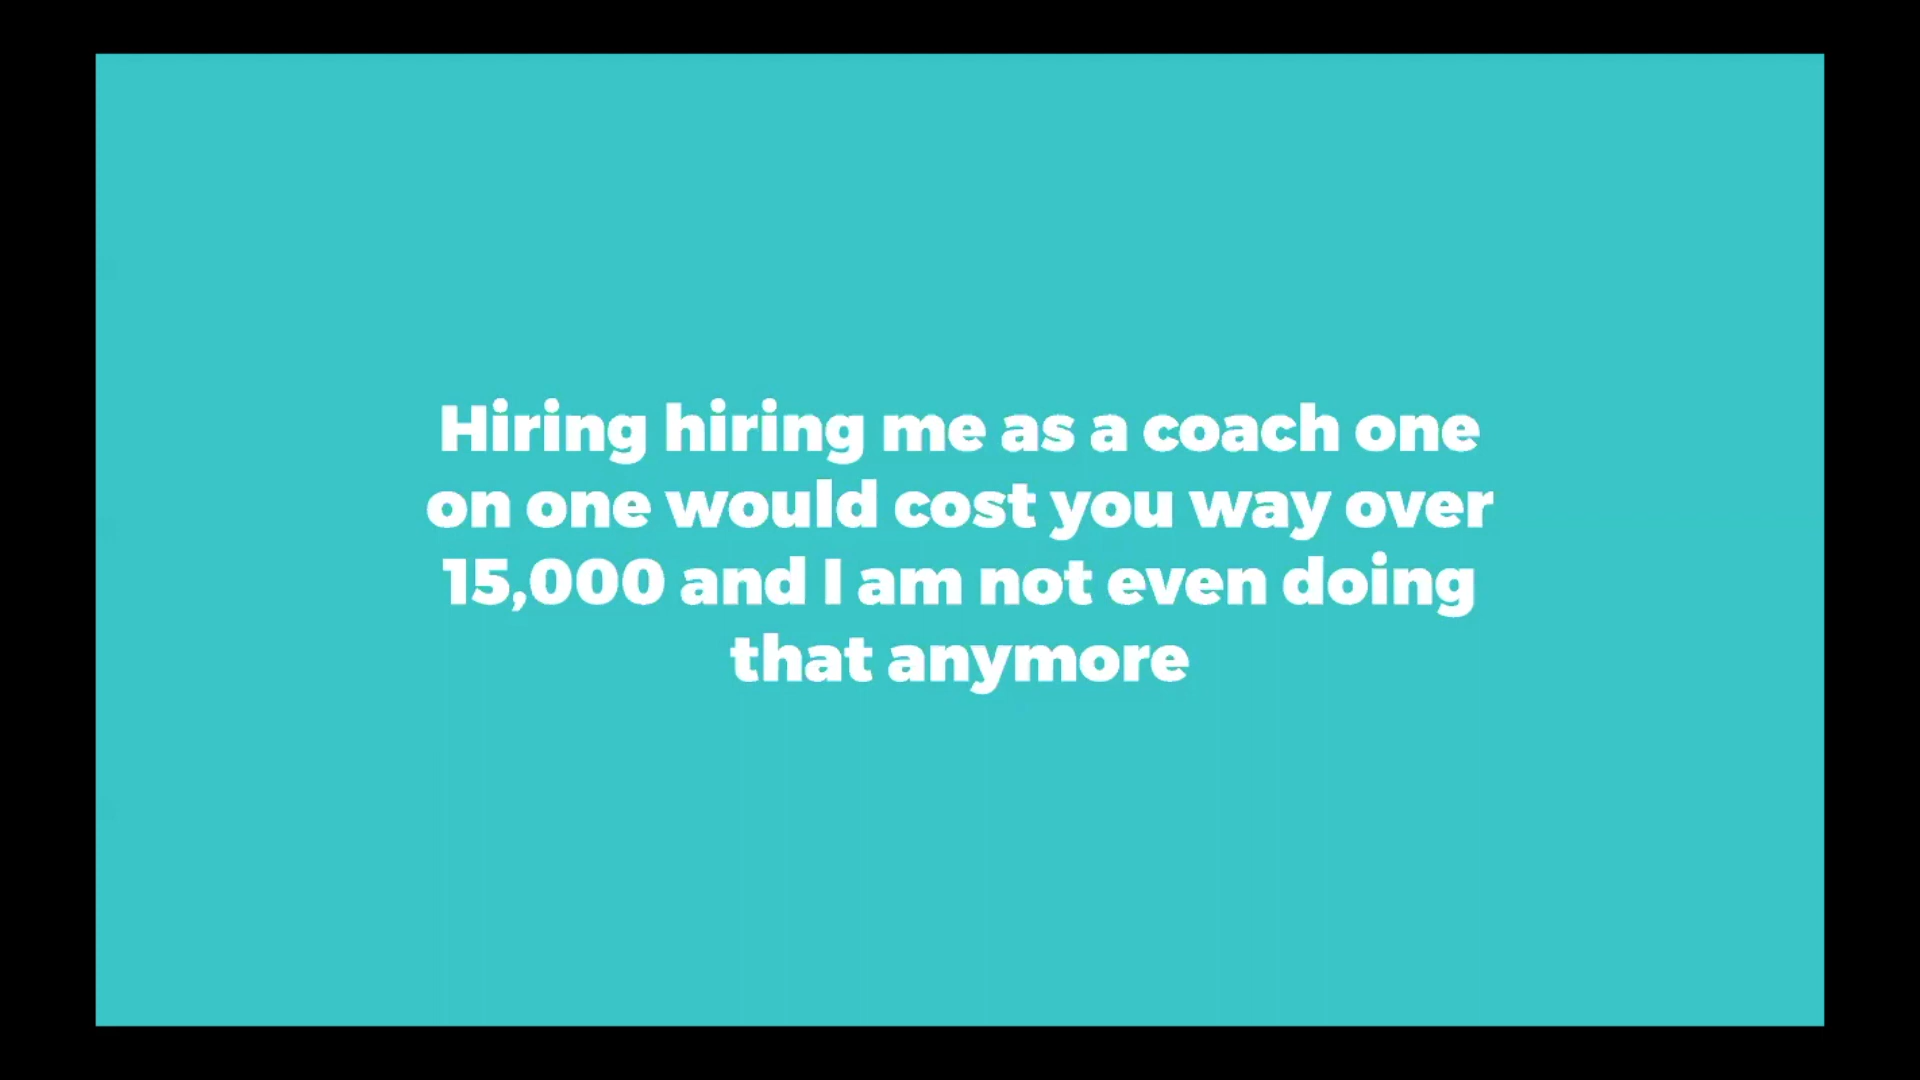 Hiring hiring me as a coach one
on one would cost you way over
15,000 and I am not even doing
that anymore